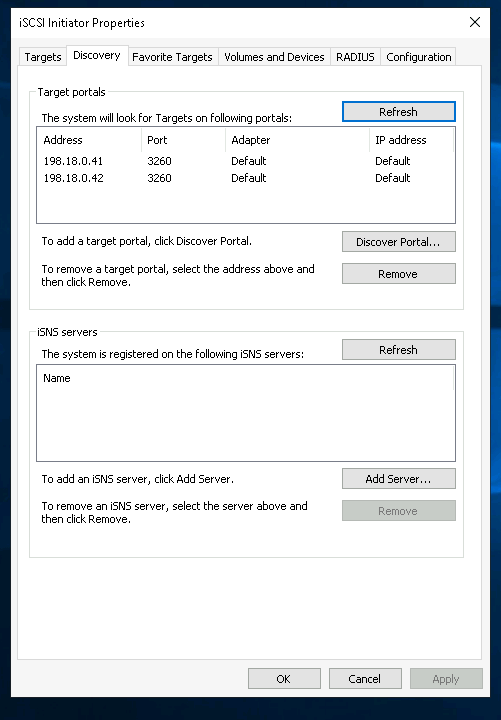 iSCSI Initiator Properties
Targets Discovery Favorite Targets Volumes and Devices RADIUS Configuration
Target portals
The system will look for Targets on following portals: Refresh
Address Port Adapter IP address
198.18.0.41 3260 Default Default
198.18.0.42 3260 Default Default
To add a target portal, click Discover Portal. Discover Portal...
To remove a target portal, select the address above and
then click Remove.
Remove
iSNS servers
The system is registered on the following iSNS servers: Refresh
Name
To add an iSNS server, click Add Server. Add Server...
To remove an iSNS server, select the server above and
then click Remove.
Remove
OK Cancel Apply